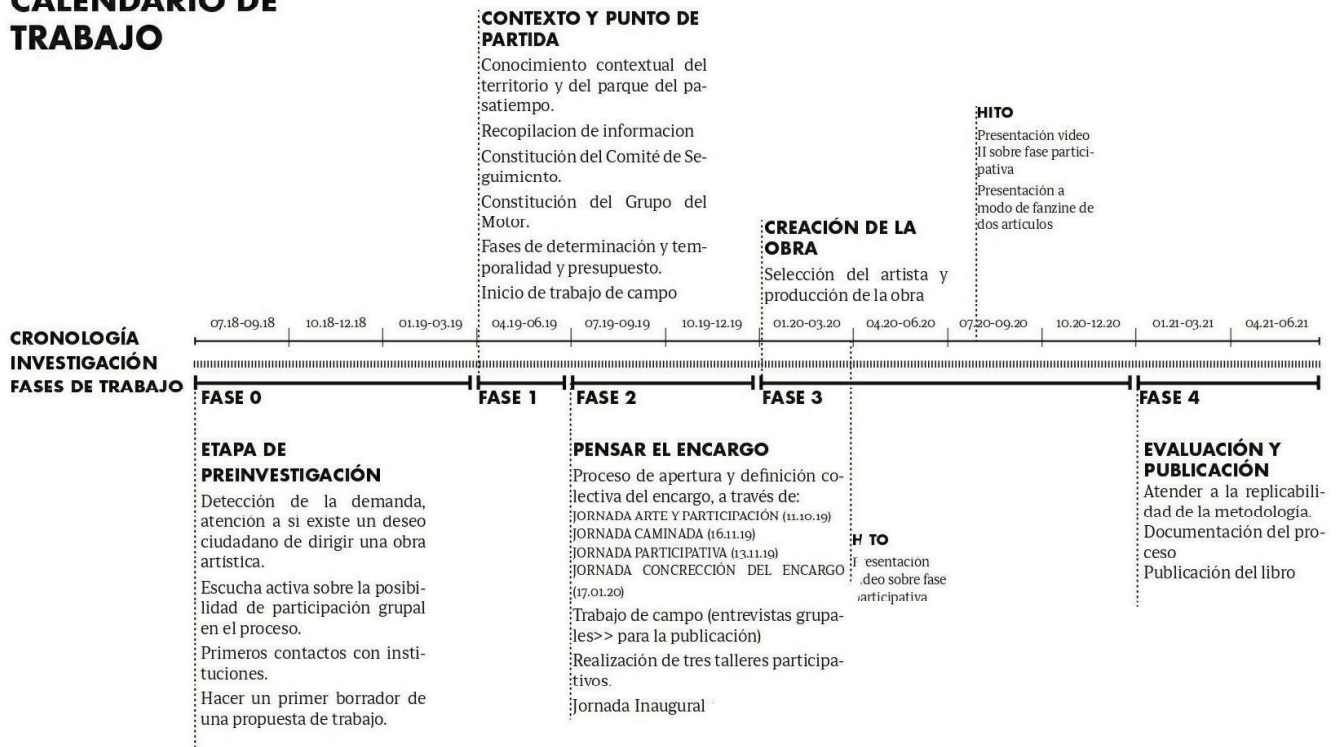 CALENDARIO DE
TRABAJO
CONTEXTO Y PUNTO DE
PARTIDA
Conocimiento contextual del
territorio y del parque del pa-
satiempo.
Recopilacion de informacion
Constitución del Comité de Se-
guimiento.
Constitución del Grupo del
Motor.
Fases de determinación y tem-
poralidad y presupuesto.
Inicio de trabajo de campo
CREACIÓN DE LA
OBRA
Selección del artista y
producción de la obra
HITO
Presentación video
II sobre fase partici-
pativa
Presentación a
modo de fanzine de
dos artículos
CRONOLOGÍA
07.18-09.18 10.18-12.18 01.19-03.19 04.19-06.19 07.19-09.19 10.19-12.19 01.20-03.20 04.20-06.20 07.20-09.20 10.20-12.20 01.21-03.21 04.21-06.21
INVESTIGACIÓN
FASES DE TRABAJO
FASE 0 FASE 1 FASE 2 FASE 3 FASE 4
ETAPA DE
PREINVESTIGACIÓN
Detección de la demanda,
atención a si existe un deseo
ciudadano de dirigir una obra
artística.
Escucha activa sobre la posibi-
lidad de participación grupal
en el proceso.
Primeros contactos con insti-
tuciones.
Hacer un primer borrador de
una propuesta de trabajo.
PENSAR EL ENCARGO
Proceso de apertura y definición co-
lectiva del encargo, a través de:
JORNADA ARTE Y PARTICIPACIÓN (11.10.19)
JORNADA CAMINADA (16.11.19)
JORNADA PARTICIPATIVA (13.11.19)
JORNADA CONCRECCIÓN DEL ENCARGO
(17.01.20)
Trabajo de campo (entrevistas grupa-
les>> para la publicación)
Realización de tres talleres participa-
tivos.
Jornada Inaugural
H TO
resentación
deo sobre fase
articipativa
EVALUACIÓN Y
PUBLICACIÓN
Atender a la replicabili-
dad de la metodología.
Documentación del pro-
ceso
Publicación del libro